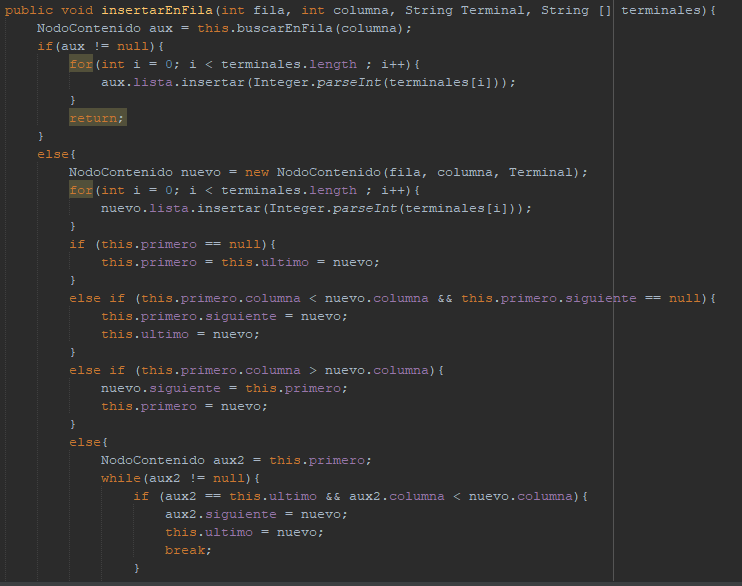 public void insertarEnFila(int fila, int columna, String Terminal, String [] terminales){
    NodoContenido aux = this.buscarEnFila(columna);
    if(aux != null){
        for(int i = 0; i < terminales.length ; i++){
            aux.lista.insertar(Integer.parseInt(terminales[i]));
        }
        return;
    }
    else{
        NodoContenido nuevo = new NodoContenido(fila, columna, Terminal);
        for(int i = 0; i < terminales.length ; i++){
            nuevo.lista.insertar(Integer.parseInt(terminales[i]));
        }
        if (this.primero == null){
            this.primero = this.ultimo = nuevo;
        }
        else if (this.primero.columna < nuevo.columna && this.primero.siguiente == null){
            this.primero.siguiente = nuevo;
            this.ultimo = nuevo;
        }
        else if (this.primero.columna > nuevo.columna){
            nuevo.siguiente = this.primero;
            this.primero = nuevo;
        }
        else{
            NodoContenido aux2 = this.primero;
            while(aux2 != null){
                if (aux2 == this.ultimo && aux2.columna < nuevo.columna){
                    aux2.siguiente = nuevo;
                    this.ultimo = nuevo;
                    break;
                }